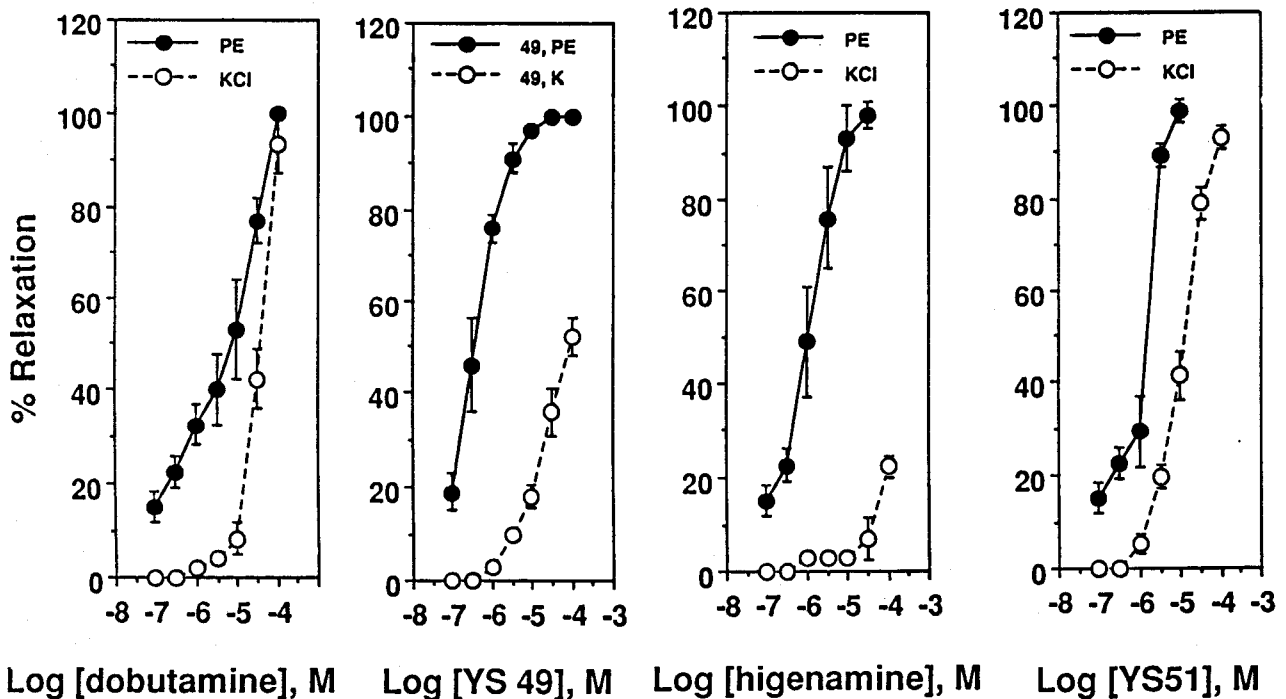 % Relaxation
120
100
80
60
40
20
0
-8 -7 -6 -5 -4 -3
PE
KCl
Log [dobutamine], M
120
100
80
60
40
20
0
-8 -7 -6 -5 -4 -3
49, PE
49, K
Log [YS 49], M
120
100
80
60
40
20
0
-8 -7 -6 -5 -4 -3
PE
KCl
Log [higenamine], M
120
100
80
60
40
20
0
-8 -7 -6 -5 -4 -3
PE
KCl
Log [YS51], M